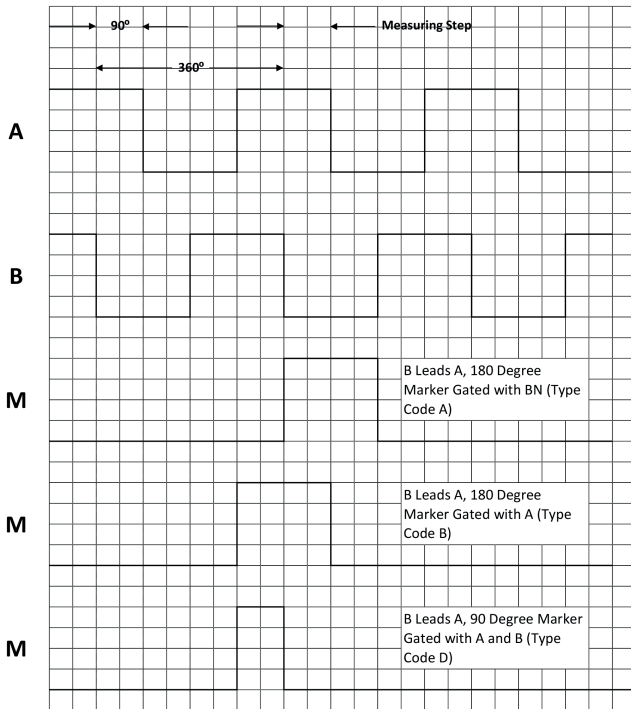 90º
Measuring Step
360º
A
B
M
B Leads A, 180 Degree
Marker Gated with BN (Type
Code A)
M
B Leads A, 180 Degree
Marker Gated with A (Type
Code B)
M
B Leads A, 90 Degree Marker
Gated with A and B (Type
Code D)